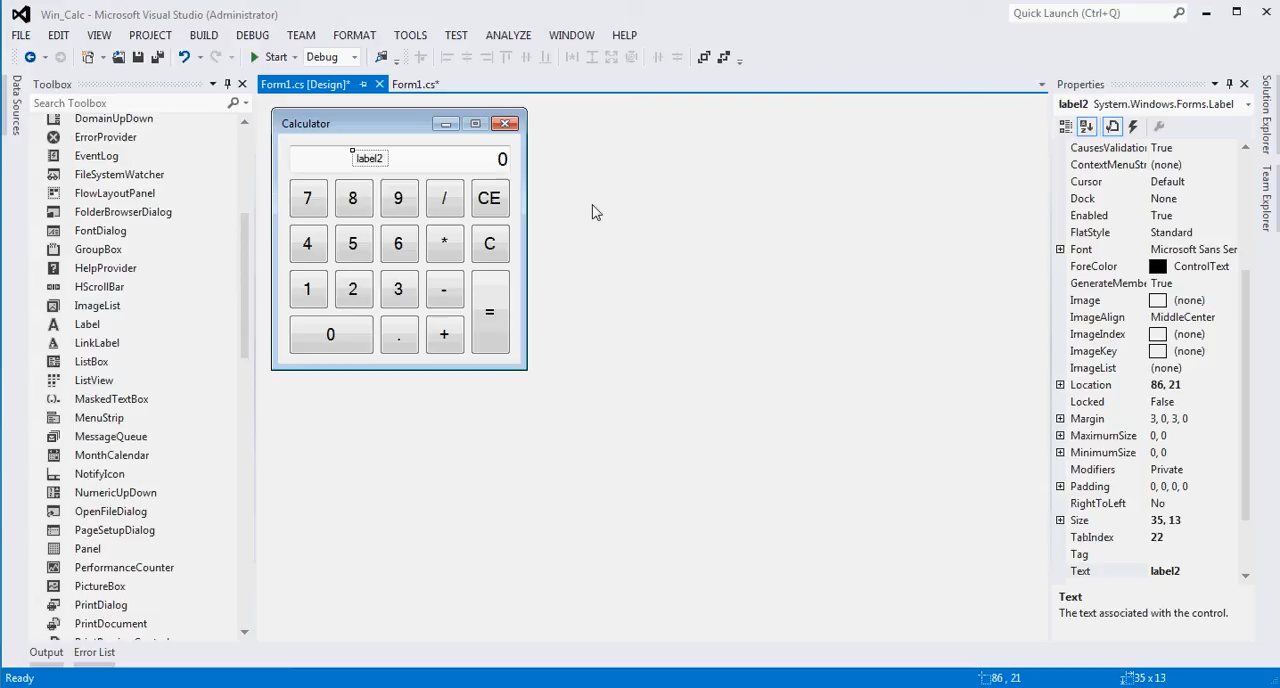 Win_Calc - Microsoft Visual Studio (Administrator)
Quick Launch (Ctrl+Q)
FILE EDIT VIEW PROJECT BUILD DEBUG TEAM FORMAT TOOLS TEST ANALYZE WINDOW HELP
Start Debug
Data Sources
Toolbox
Search Toolbox
DomainUpDown
ErrorProvider
EventLog
FileSystemWatcher
FlowLayoutPanel
FolderBrowserDialog
FontDialog
GroupBox
HelpProvider
HScrollBar
ImageList
Label
LinkLabel
ListBox
ListView
MaskedTextBox
MenuStrip
MessageQueue
MonthCalendar
NotifyIcon
NumericUpDown
OpenFileDialog
PageSetupDialog
Panel
PerformanceCounter
PictureBox
PrintDialog
PrintDocument
Form1.cs [Design]* Form1.cs*
Calculator
label2 0
7 8 9 / CE
4 5 6 * C
1 2 3 - =
0 . +
Properties
label2 System.Windows.Forms.Label
CausesValidation True
ContextMenuStr (none)
Cursor Default
Dock None
Enabled True
FlatStyle Standard
Font Microsoft Sans Ser
ForeColor ControlText
GenerateMembe True
Image (none)
ImageAlign MiddleCenter
ImageIndex (none)
ImageKey (none)
ImageList (none)
Location 86, 21
Locked False
Margin 3, 0, 3, 0
MaximumSize 0, 0
MinimumSize 0, 0
Modifiers Private
Padding 0, 0, 0, 0
RightToLeft No
Size 35, 13
TabIndex 22
Tag
Text label2
Text
The text associated with the control.
Solution Explorer
Team Explorer
Output Error List
Ready 86 , 21 35 x 13